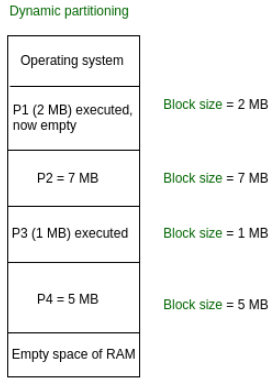 Dynamic partitioning
Operating system
P1 (2 MB) executed,
now empty
Block size = 2 MB
P2 = 7 MB
Block size = 7 MB
P3 (1 MB) executed
Block size = 1 MB
P4 = 5 MB
Block size = 5 MB
Empty space of RAM